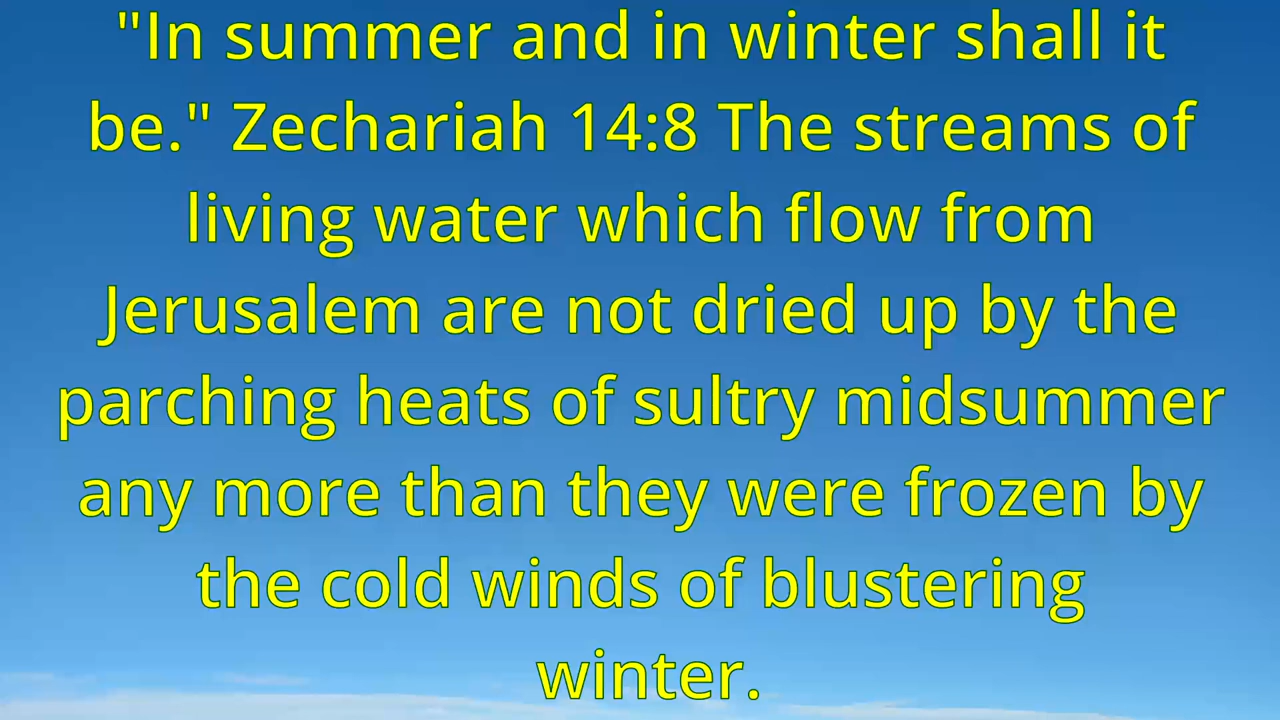 "In summer and in winter shall it
be." Zechariah 14:8 The streams of
living water which flow from
Jerusalem are not dried up by the
parching heats of sultry midsummer
any more than they were frozen by
the cold winds of blustering
winter.